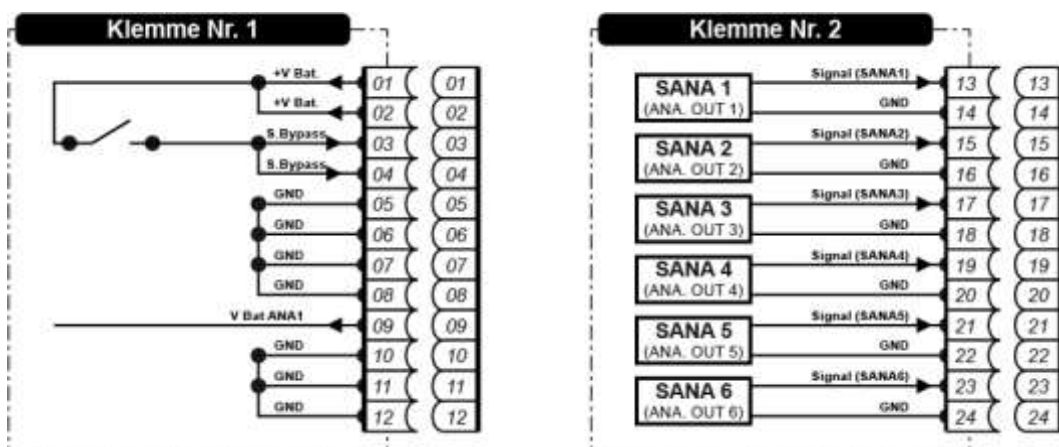 Klemme Nr. 1
+V Bat. 01 01
+V Bat. 02 02
S.Bypass 03 03
S.Bypass 04 04
GND 05 05
GND 06 06
GND 07 07
GND 08 08
V Bat ANA1 09 09
GND 10 10
GND 11 11
GND 12 12
Klemme Nr. 2
SANA 1
(ANA. OUT 1)
Signal (SANA1) 13 13
GND 14 14
SANA 2
(ANA. OUT 2)
Signal (SANA2) 15 15
GND 16 16
SANA 3
(ANA. OUT 3)
Signal (SANA3) 17 17
GND 18 18
SANA 4
(ANA. OUT 4)
Signal (SANA4) 19 19
GND 20 20
SANA 5
(ANA. OUT 5)
Signal (SANA5) 21 21
GND 22 22
SANA 6
(ANA. OUT 6)
Signal (SANA6) 23 23
GND 24 24